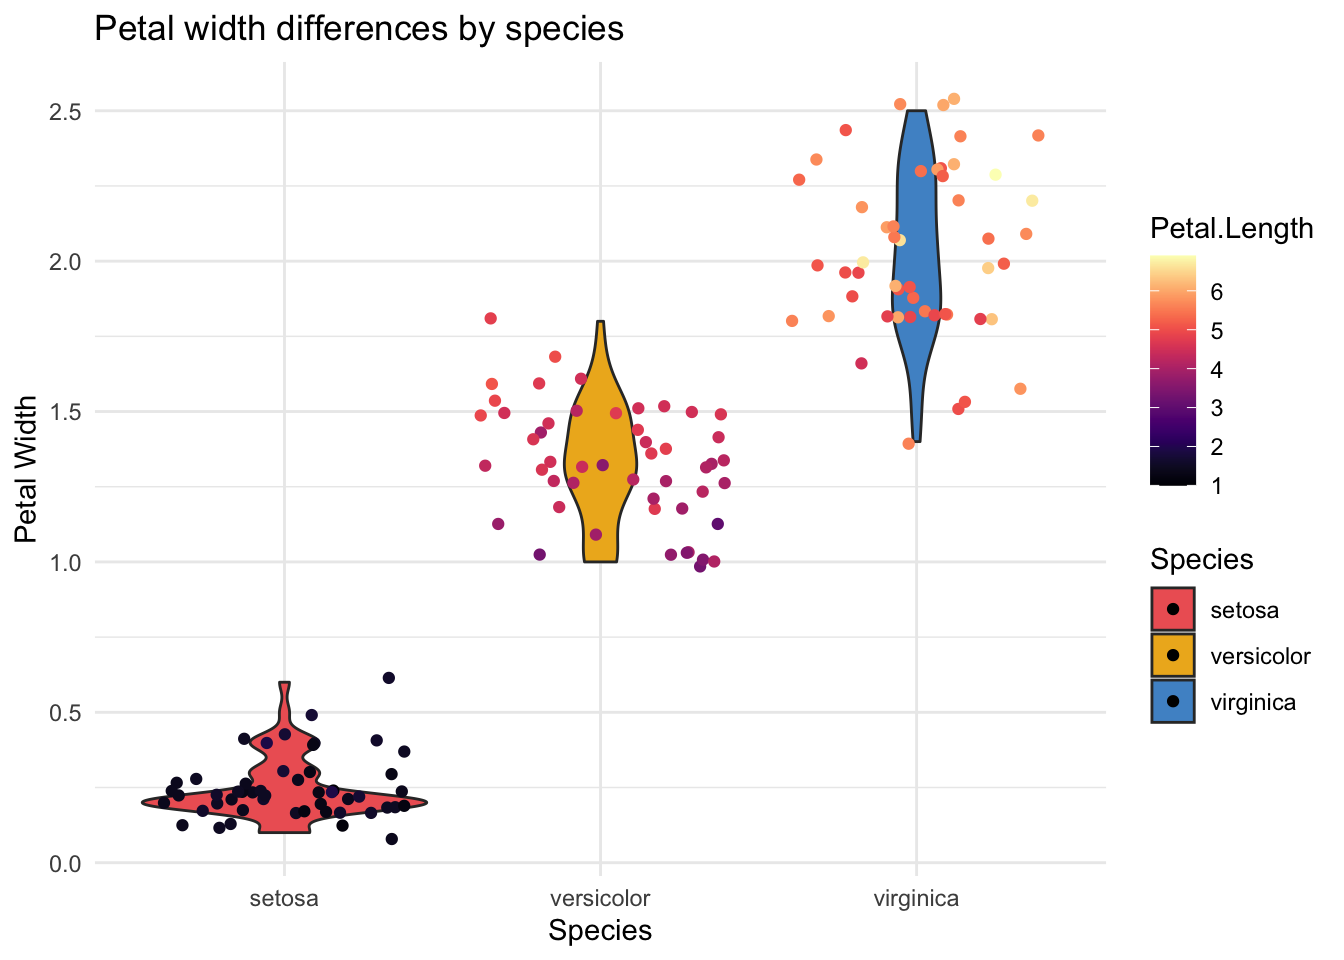 Petal width differences by species
Petal Width
2.5
2.0
1.5
1.0
0.5
0.0
setosa
versicolor
virginica
Species
Petal.Length
6
5
4
3
2
1
Species
setosa
versicolor
virginica